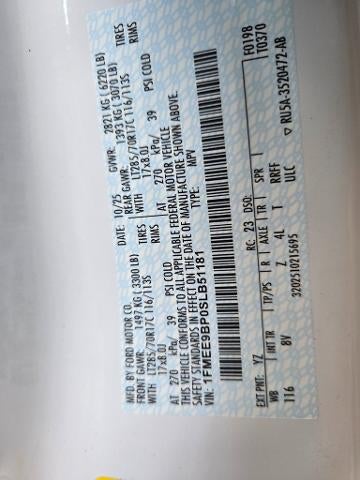 MFD. BY FORD MOTOR CO.
DATE: 10/25 GVWR: 2821 KG (6220 LB)
FRONT GAWR: 1497 KG (3300 LB) REAR GAWR: 1393 KG (3070 LB)
WITH LT285/70R17C 116/113S TIRES WITH LT285/70R17C 116/113S TIRES
17x8.0J RIMS 17x8.0J RIMS
AT 270 kPa/ 39 PSI COLD AT 270 kPa/ 39 PSI COLD
THIS VEHICLE CONFORMS TO ALL APPLICABLE FEDERAL MOTOR VEHICLE
SAFETY STANDARDS IN EFFECT ON THE DATE OF MANUFACTURE SHOWN ABOVE.
VIN: 1FMEE9BP0SLB51181 TYPE: MPV
F0198
T0370
EXT PNT: YZ RC: 23 DSO:
WB INT TR TP/PS R AXLE TR SPR
116 8V Z 4L T RRFF
ULC
3202510215695
▽ RU5A-3520472-AB